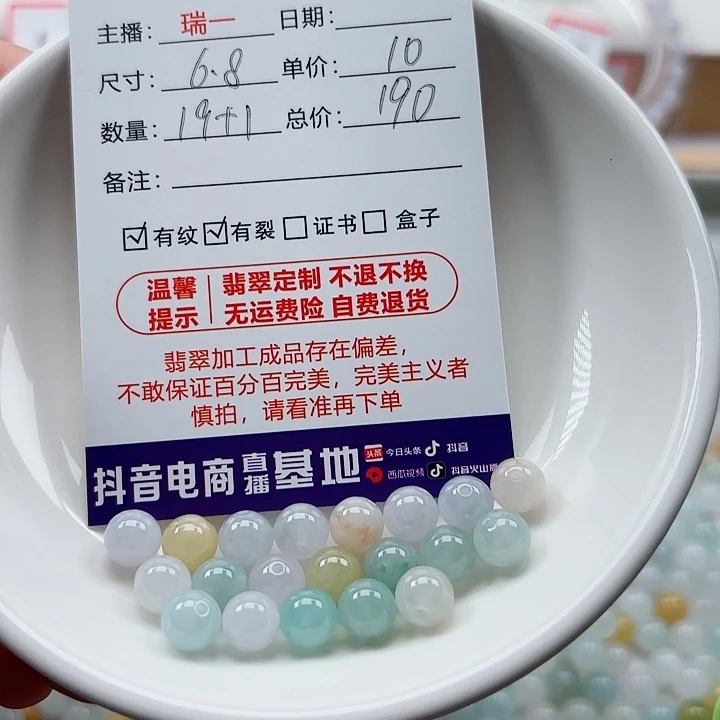 主播: 瑞一 日期:
尺寸: 6.8 单价: 10
数量: 19+1 总价: 190
备注:
☑有纹☑有裂□证书□盒子
温馨 翡翠定制 不退不换
提示 无运费险 自费退货
翡翠加工成品存在偏差，
不敢保证百分百完美，完美主义者
慎拍，请看准再下单
抖音电商直播基地
头条 今日头条 抖音
西瓜视频 抖音火山版